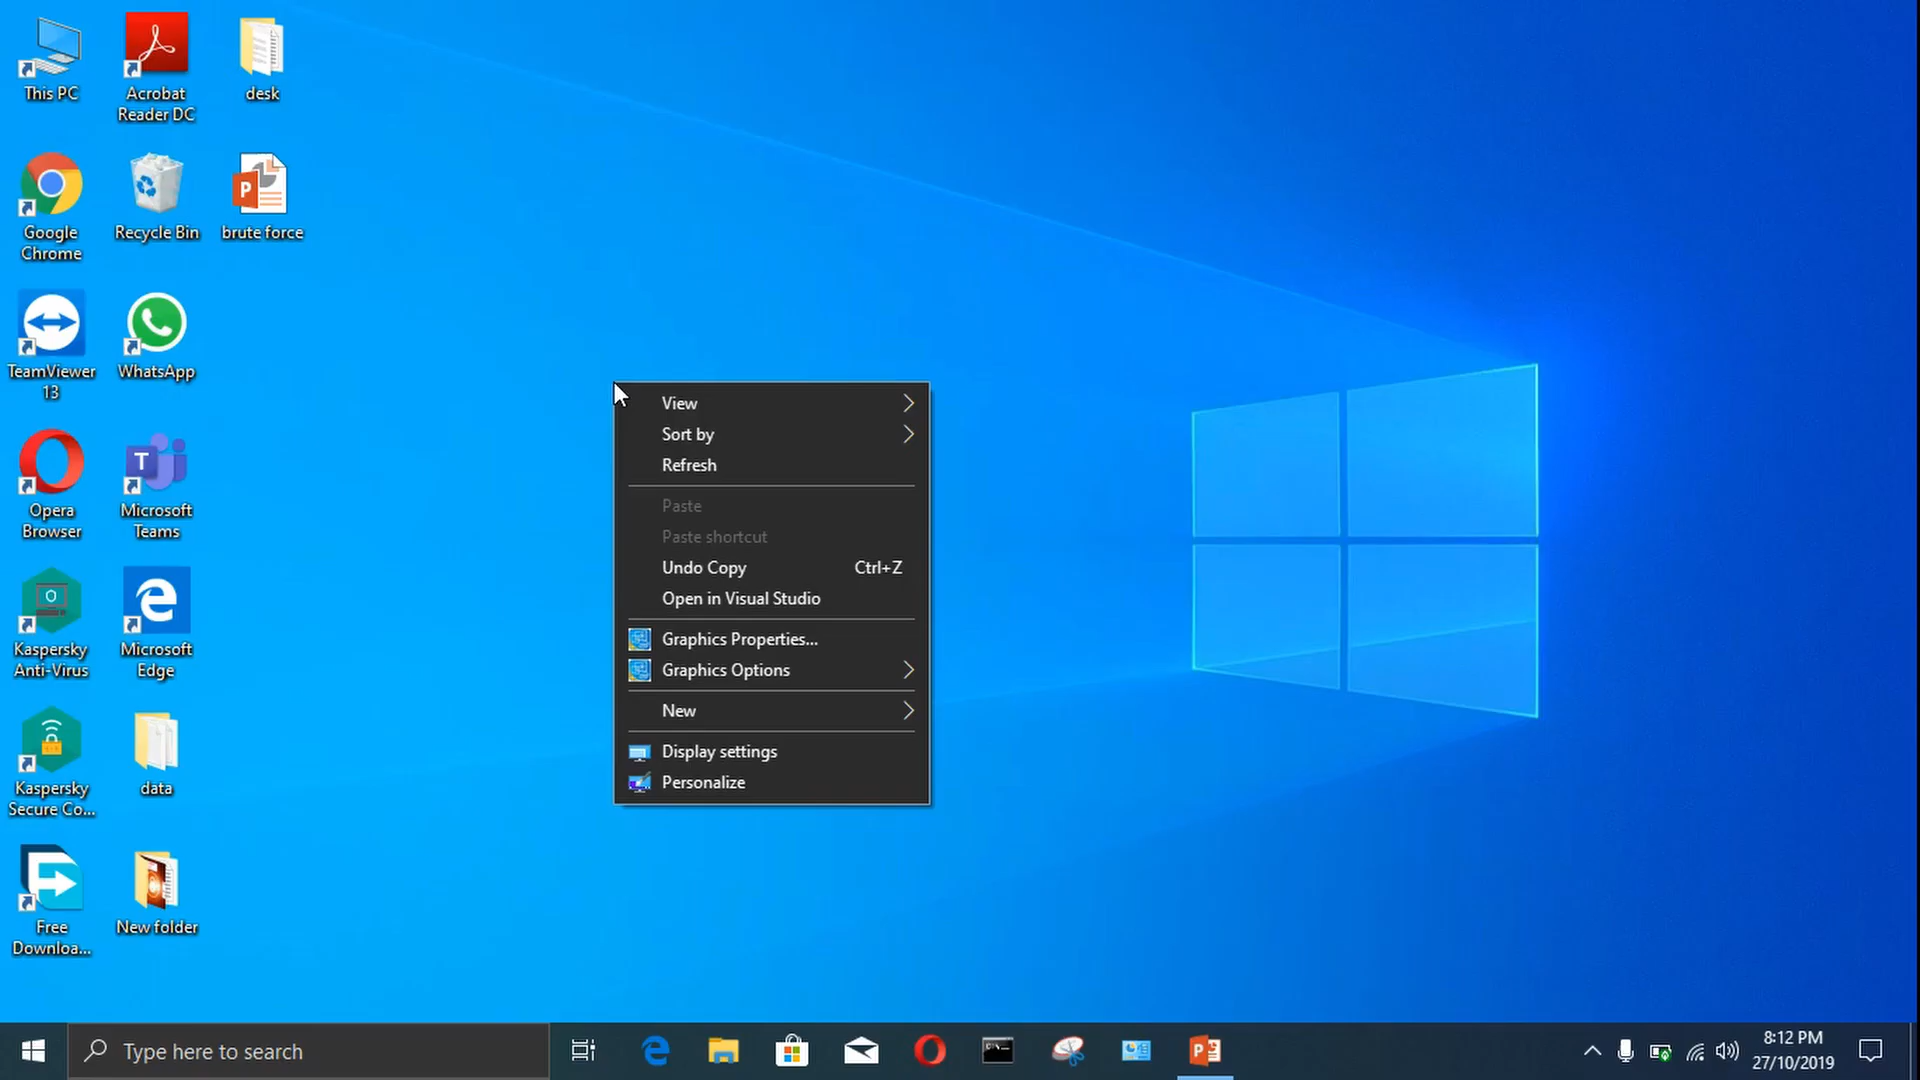 This PC
Acrobat
Reader DC
desk
Google
Chrome
Recycle Bin
brute force
TeamViewer
13
WhatsApp
Opera
Browser
Microsoft
Teams
Kaspersky
Anti-Virus
Microsoft
Edge
Kaspersky
Secure Co...
data
Free
Downloa...
New folder
View
Sort by
Refresh
Paste
Paste shortcut
Undo Copy Ctrl+Z
Open in Visual Studio
Graphics Properties...
Graphics Options
New
Display settings
Personalize
Type here to search
8:12 PM
27/10/2019